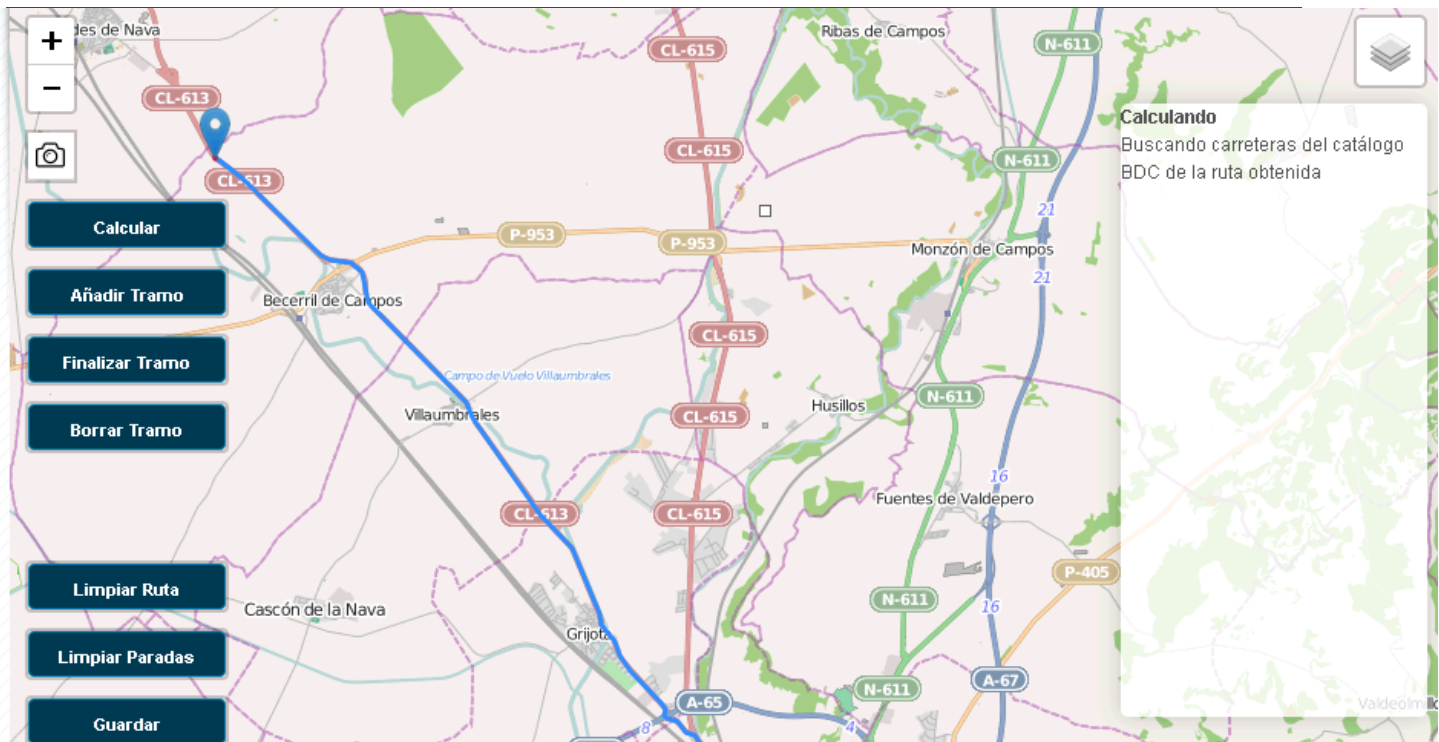 +
des de Nava
Ribas de Campos
CL-615
N-611
−
CL-613
Calculando
Buscando carreteras del catálogo
BDC de la ruta obtenida
CL-615
N-611
CL-613
21
Calcular
P-953
P-953
Monzón de Campos
21
Añadir Tramo
Becerril de Campos
CL-615
Finalizar Tramo
Campo de Vuelo Villaumbrales
N-611
Villaumbrales
CL-615
Husillos
Borrar Tramo
16
Fuentes de Valdepero
CL-613
CL-615
P-405
Limpiar Ruta
Cascón de la Nava
N-611
16
Grijota
Limpiar Paradas
A-67
N-611
A-65
Valdeolmill
Guardar
8
4